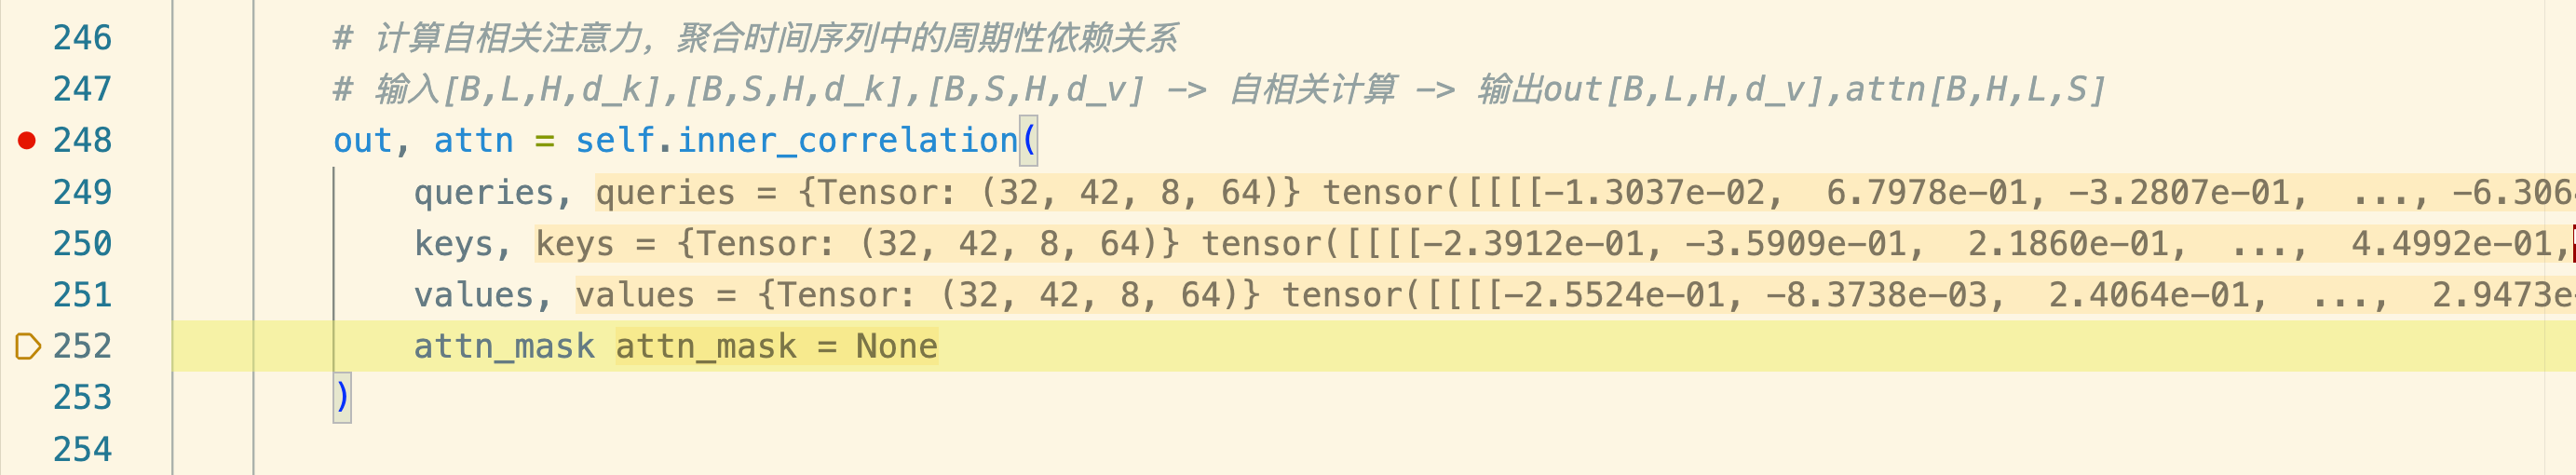 246 # 计算自相关注意力, 聚合时间序列中的周期性依赖关系
247 # 输入[B,L,H,d_k],[B,S,H,d_k],[B,S,H,d_v] -> 自相关计算 -> 输出out[B,L,H,d_v],attn[B,H,L,S]
248 out, attn = self.inner_correlation(
249 queries, queries = {Tensor: (32, 42, 8, 64)} tensor([[[[-1.3037e-02, 6.7978e-01, -3.2807e-01, ..., -6.306
250 keys, keys = {Tensor: (32, 42, 8, 64)} tensor([[[[-2.3912e-01, -3.5909e-01, 2.1860e-01, ..., 4.4992e-01,
251 values, values = {Tensor: (32, 42, 8, 64)} tensor([[[[-2.5524e-01, -8.3738e-03, 2.4064e-01, ..., 2.9473e
252 attn_mask attn_mask = None
253 )
254